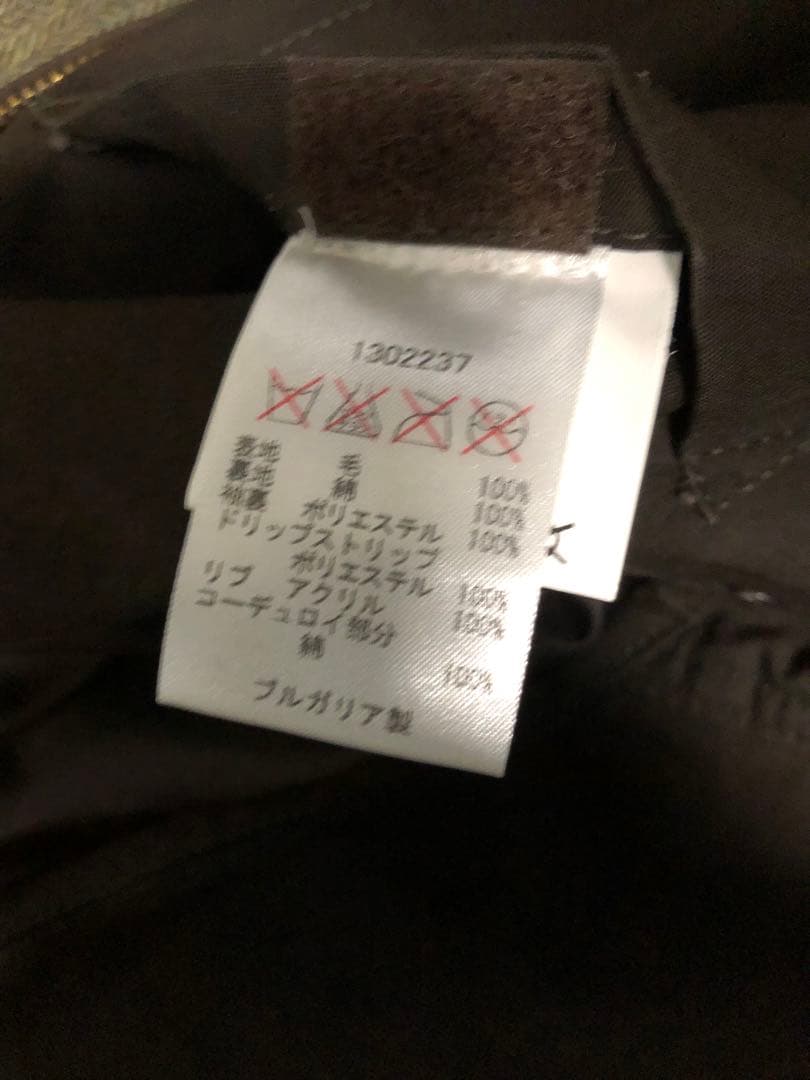 1302237
表地 毛 100%
裏地 綿 100%
袖裏 ポリエステル 100%
ドリップストリップ
ポリエステル 100%
リブ アクリル 100%
コーデュロイ部分
綿 100%
ブルガリア製